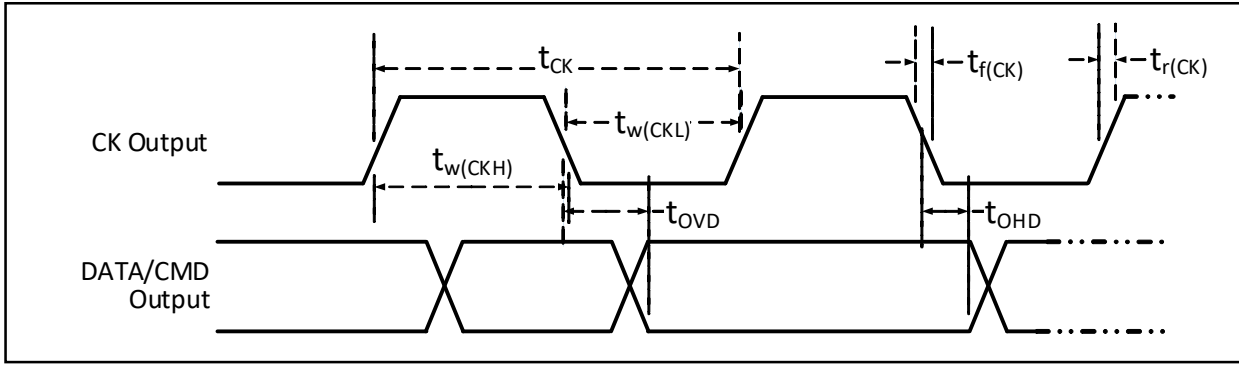 tCK
tf(CK)
tr(CK)
CK Output
tw(CKL)
tw(CKH)
tOVD
tOHD
DATA/CMD
Output